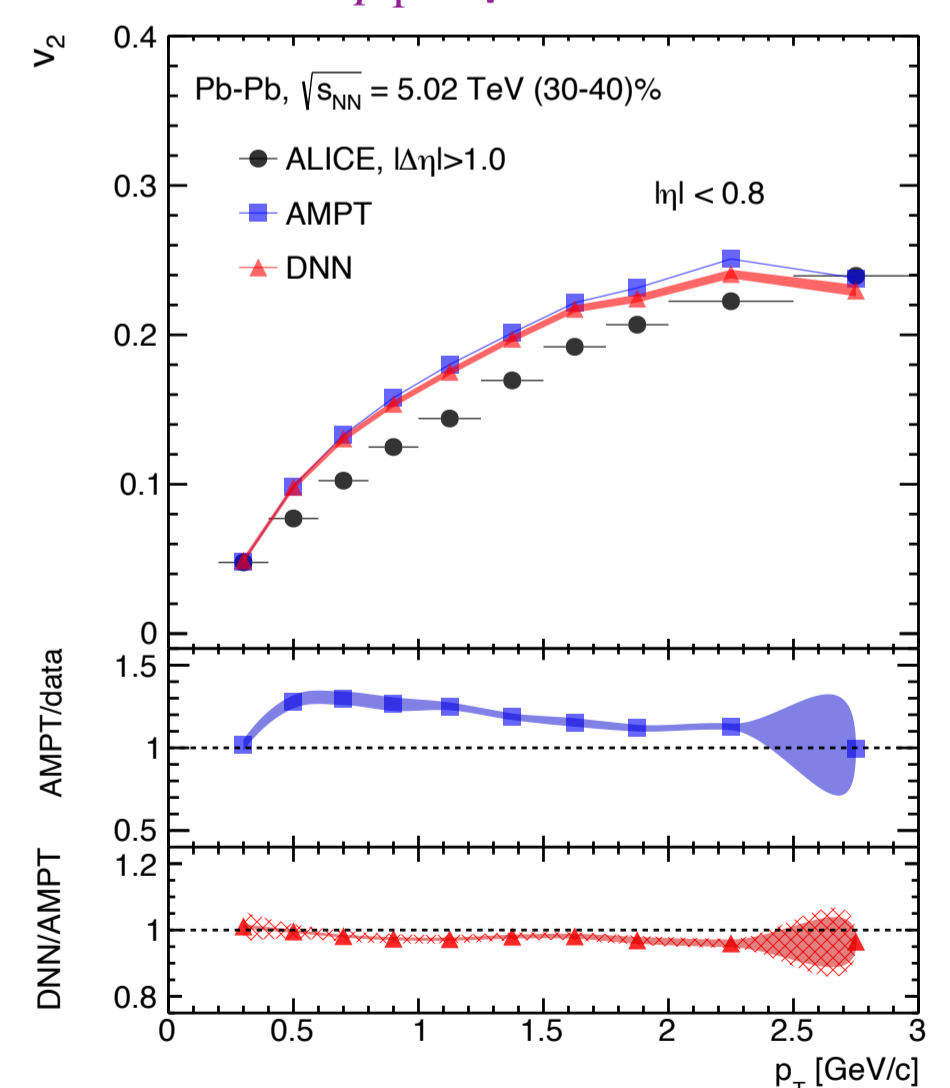 v2
0.4
Pb-Pb, √sNN = 5.02 TeV (30-40)%
ALICE, |Δη|>1.0
0.3
|η| < 0.8
AMPT
DNN
0.2
0.1
0
AMPT/data
1.5
1
0.5
DNN/AMPT
1.2
1
0.8
0 0.5 1 1.5 2 2.5 3
pT [GeV/c]